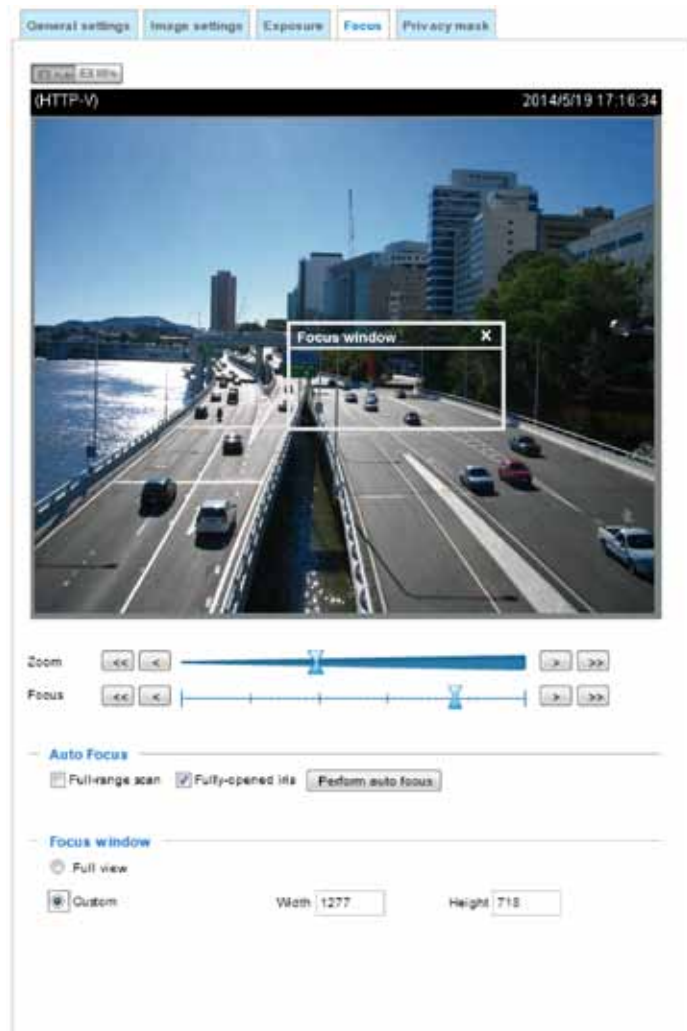 General settings Image settings Exposure Focus Privacy mask
(HTTP-V) 2014/5/19 17:16:34
Focus window X
Zoom << < > >>
Focus << < > >>
Auto Focus
Full-range scan Fully-opened iris Perform auto focus
Focus window
Full view
Custom Width 1277 Height 718